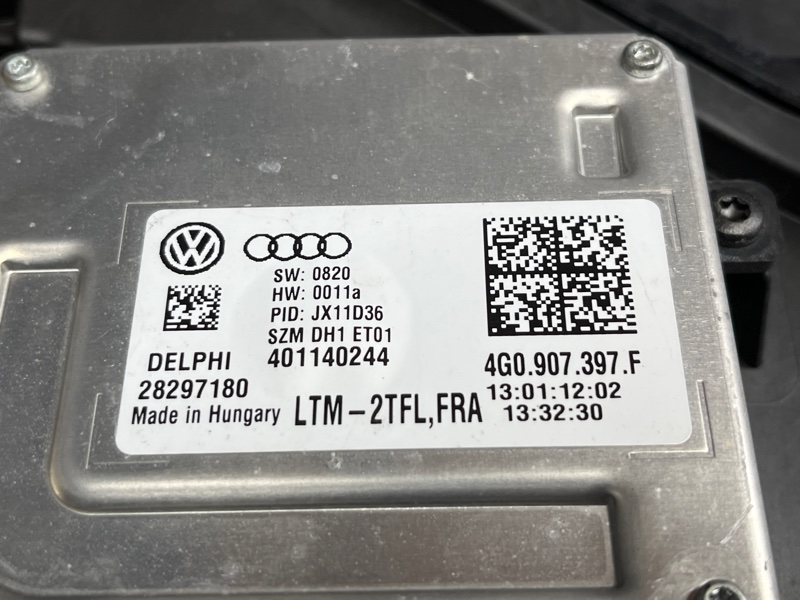 SW: 0820
HW: 0011a
PID: JX11D36
SZM DH1 ET01
DELPHI 401140244
28297180
Made in Hungary LTM-2TFL,FRA
4G0.907.397.F
13:01:12:02
13:32:30